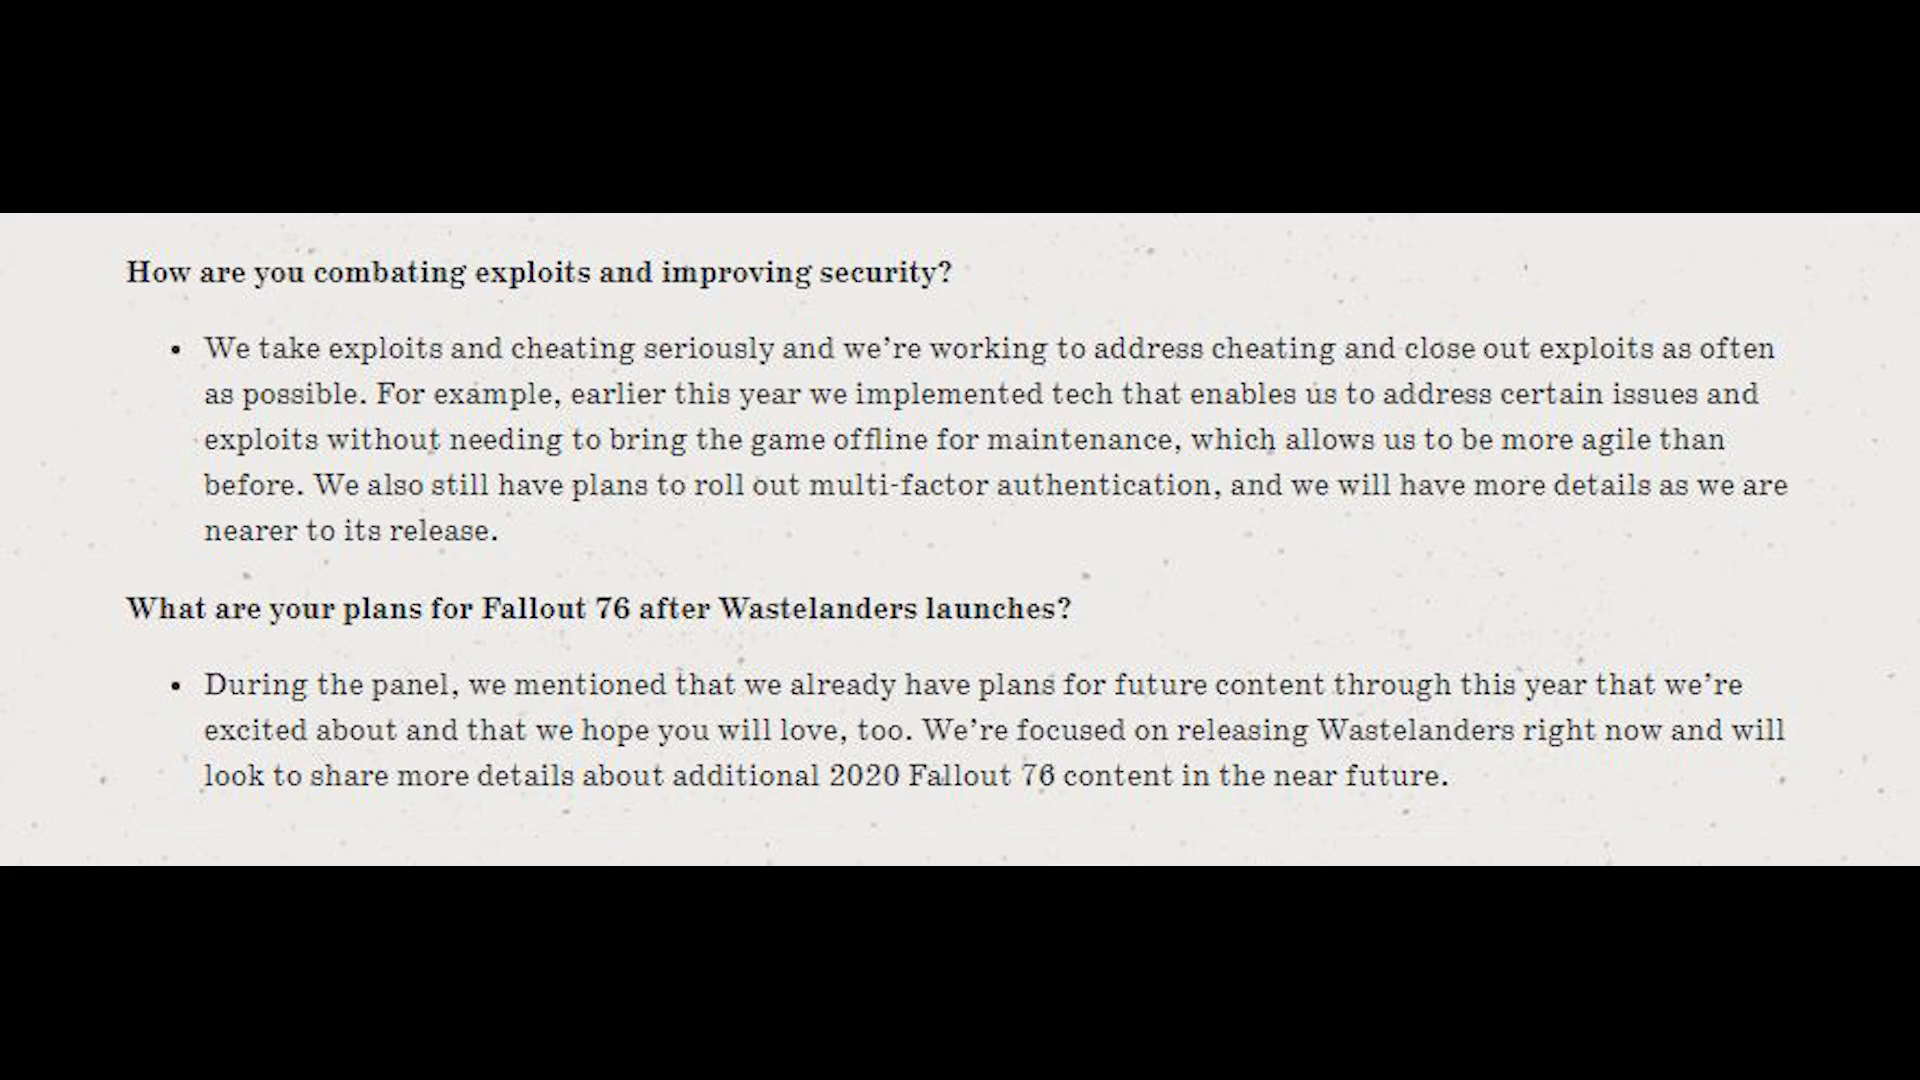 How are you combating exploits and improving security?
• We take exploits and cheating seriously and we’re working to address cheating and close out exploits as often
as possible. For example, earlier this year we implemented tech that enables us to address certain issues and
exploits without needing to bring the game offline for maintenance, which allows us to be more agile than
before. We also still have plans to roll out multi-factor authentication, and we will have more details as we are
nearer to its release.
What are your plans for Fallout 76 after Wastelanders launches?
• During the panel, we mentioned that we already have plans for future content through this year that we’re
excited about and that we hope you will love, too. We’re focused on releasing Wastelanders right now and will
look to share more details about additional 2020 Fallout 76 content in the near future.